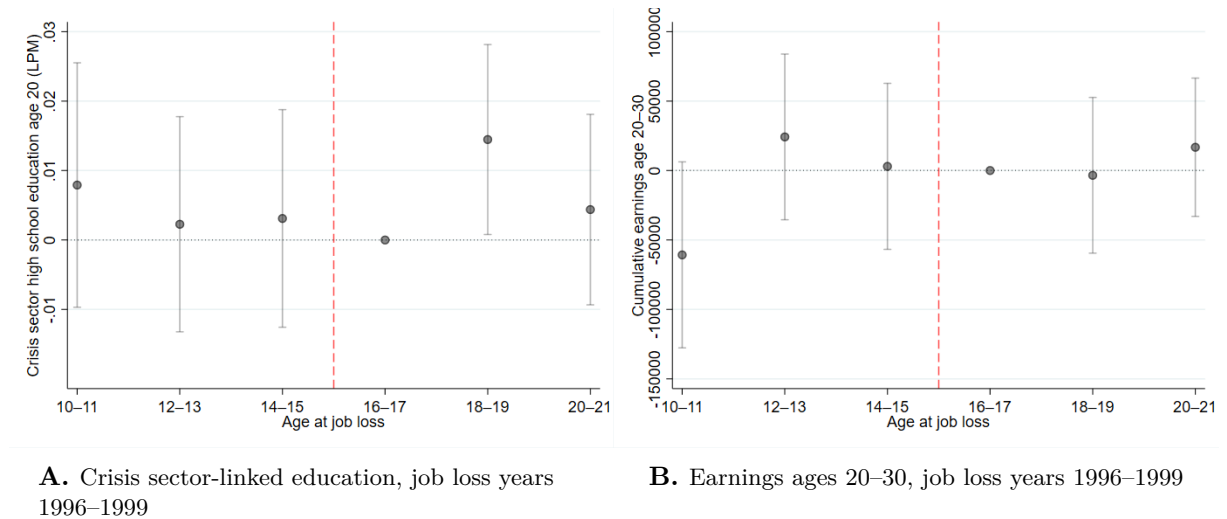 Crisis sector high school education age 20 (LPM)
.03
.02
.01
0
-.01
10–11 12–13 14–15 16–17 18–19 20–21
Age at job loss
Cumulative earnings age 20–30
100000
50000
0
-50000
-100000
-150000
10–11 12–13 14–15 16–17 18–19 20–21
Age at job loss
A. Crisis sector-linked education, job loss years
1996–1999
B. Earnings ages 20–30, job loss years 1996–1999